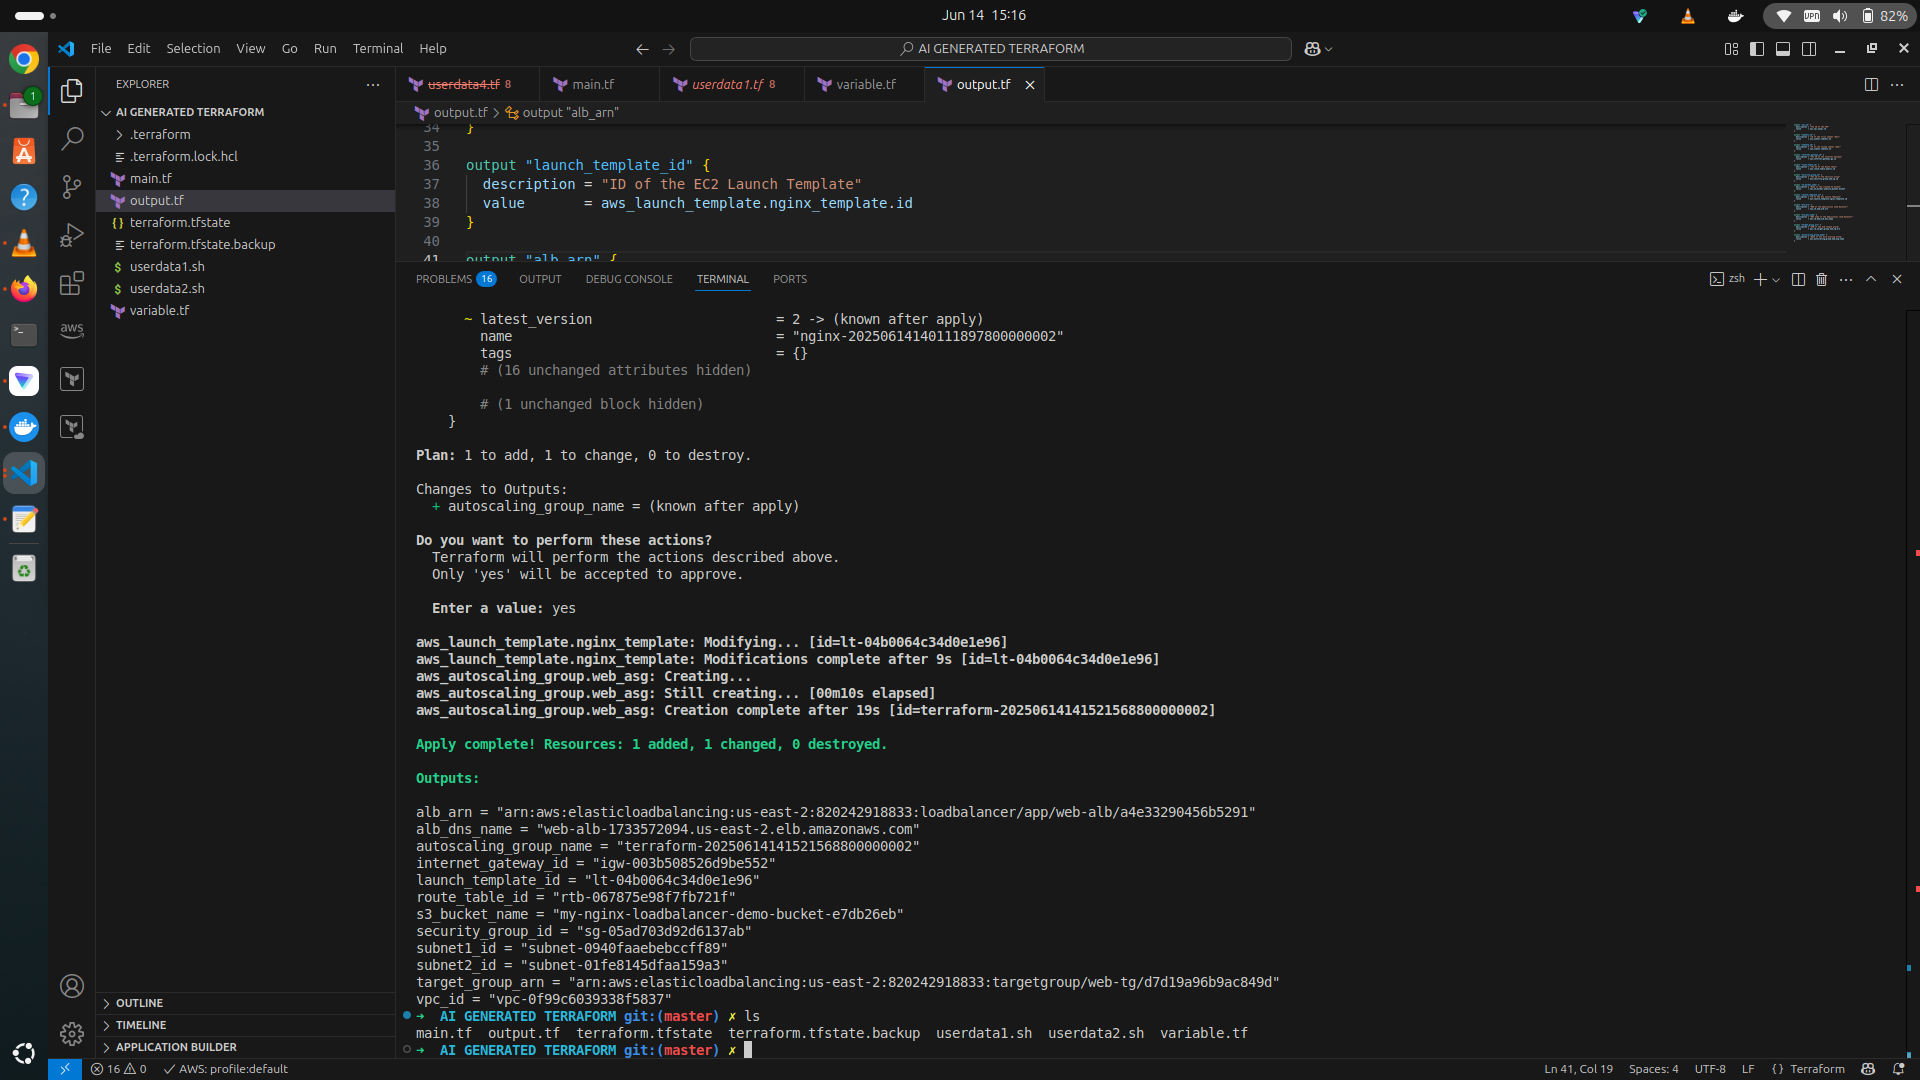 Jun 14 15:16
VPN
82%
File Edit Selection View Go Run Terminal Help
AI GENERATED TERRAFORM
1
EXPLORER
AI GENERATED TERRAFORM
.terraform
.terraform.lock.hcl
main.tf
output.tf
terraform.tfstate
terraform.tfstate.backup
userdata1.sh
userdata2.sh
variable.tf
aws
OUTLINE
TIMELINE
APPLICATION BUILDER
userdata4.tf 8
main.tf
userdata1.tf 8
variable.tf
output.tf
output.tf > output "alb_arn"
34 }
35
36 output "launch_template_id" {
37 description = "ID of the EC2 Launch Template"
38 value = aws_launch_template.nginx_template.id
39 }
40
41 output "alb_arn" {
PROBLEMS 16 OUTPUT DEBUG CONSOLE TERMINAL PORTS
zsh
~ latest_version = 2 -> (known after apply)
name = "nginx-20250614140111897800000002"
tags = {}
# (16 unchanged attributes hidden)
# (1 unchanged block hidden)
}
Plan: 1 to add, 1 to change, 0 to destroy.
Changes to Outputs:
+ autoscaling_group_name = (known after apply)
Do you want to perform these actions?
Terraform will perform the actions described above.
Only 'yes' will be accepted to approve.
Enter a value: yes
aws_launch_template.nginx_template: Modifying... [id=lt-04b0064c34d0e1e96]
aws_launch_template.nginx_template: Modifications complete after 9s [id=lt-04b0064c34d0e1e96]
aws_autoscaling_group.web_asg: Creating...
aws_autoscaling_group.web_asg: Still creating... [00m10s elapsed]
aws_autoscaling_group.web_asg: Creation complete after 19s [id=terraform-20250614141521568800000002]
Apply complete! Resources: 1 added, 1 changed, 0 destroyed.
Outputs:
alb_arn = "arn:aws:elasticloadbalancing:us-east-2:820242918833:loadbalancer/app/web-alb/a4e33290456b5291"
alb_dns_name = "web-alb-1733572094.us-east-2.elb.amazonaws.com"
autoscaling_group_name = "terraform-20250614141521568800000002"
internet_gateway_id = "igw-003b508526d9be552"
launch_template_id = "lt-04b0064c34d0e1e96"
route_table_id = "rtb-067875e98f7fb721f"
s3_bucket_name = "my-nginx-loadbalancer-demo-bucket-e7db26eb"
security_group_id = "sg-05ad703d92d6137ab"
subnet1_id = "subnet-0940faaebebccff89"
subnet2_id = "subnet-01fe8145dfaa159a3"
target_group_arn = "arn:aws:elasticloadbalancing:us-east-2:820242918833:targetgroup/web-tg/d7d19a96b9ac849d"
vpc_id = "vpc-0f99c6039338f5837"
➜ AI GENERATED TERRAFORM git:(master) ✗ ls
main.tf output.tf terraform.tfstate terraform.tfstate.backup userdata1.sh userdata2.sh variable.tf
➜ AI GENERATED TERRAFORM git:(master) ✗
16 0 AWS: profile:default
Ln 41, Col 19 Spaces: 4 UTF-8 LF {} Terraform